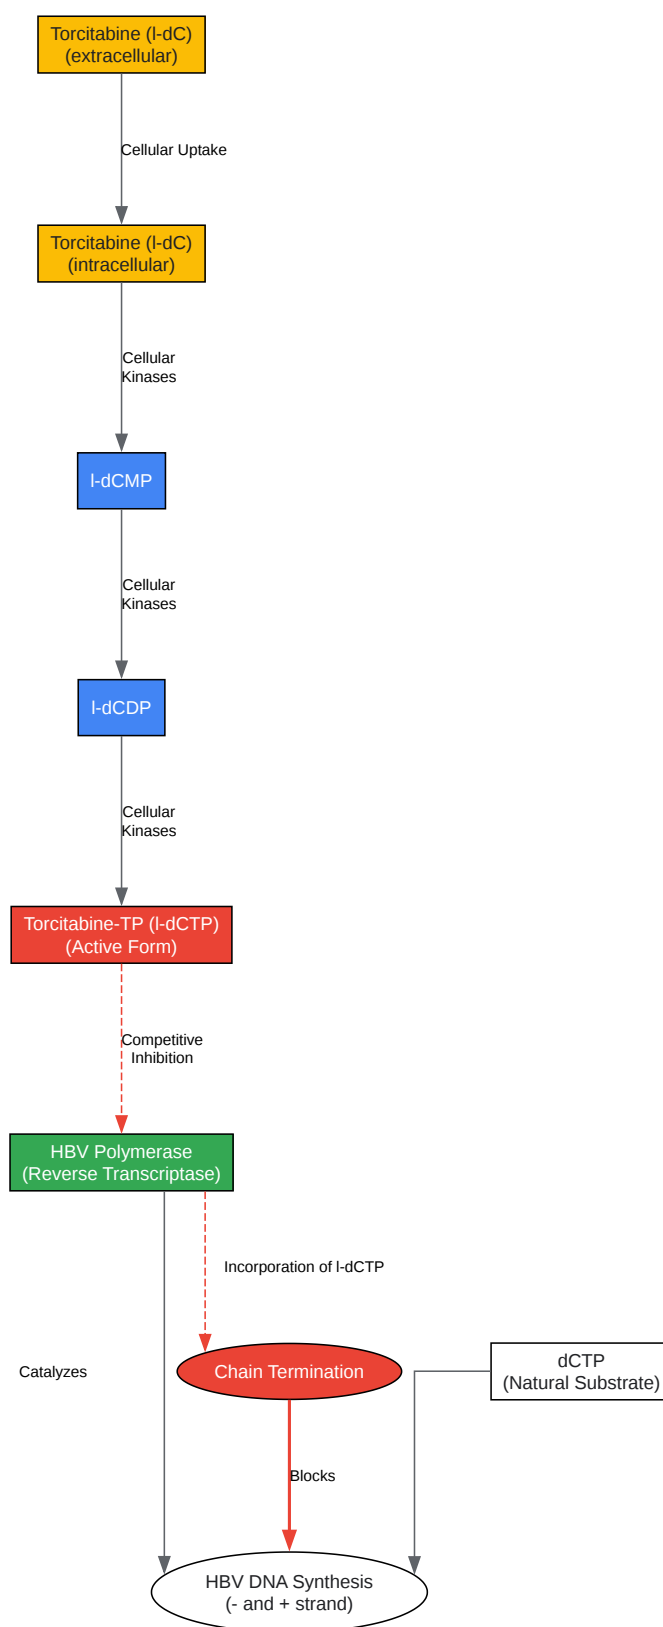 Torcitabine (l-dC)
(extracellular)
Cellular Uptake
Torcitabine (l-dC)
(intracellular)
Cellular
Kinases
l-dCMP
Cellular
Kinases
l-dCDP
Cellular
Kinases
Torcitabine-TP (l-dCTP)
(Active Form)
Competitive
Inhibition
HBV Polymerase
(Reverse Transcriptase)
Incorporation of l-dCTP
Catalyzes
Chain Termination
dCTP
(Natural Substrate)
Blocks
HBV DNA Synthesis
(- and + strand)